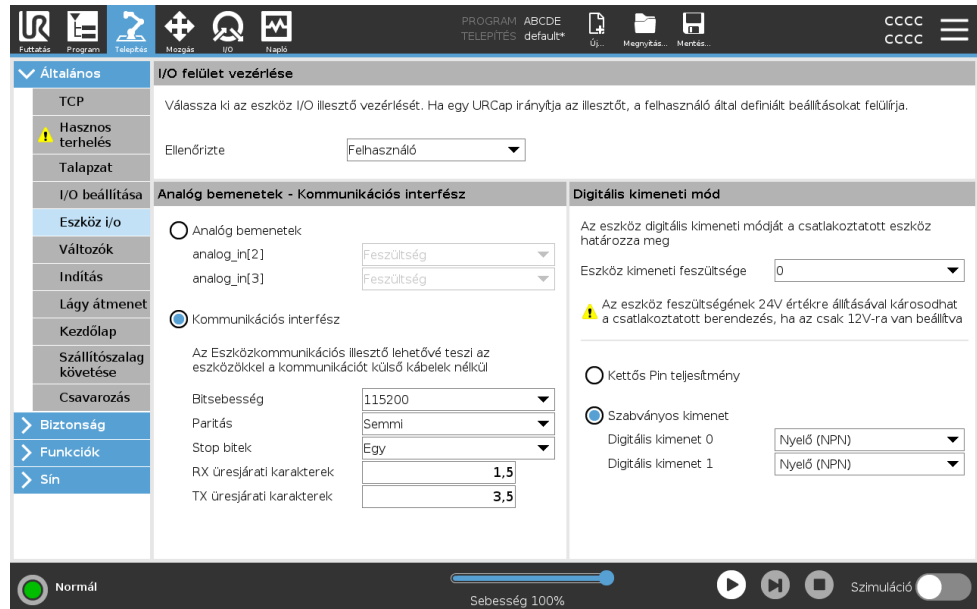 PROGRAM ABCDE
TELEPÍTÉS default*
CCCC
CCCC
Futtatás Program Telepítés Mozgás I/O Napló Új... Megnyitás... Mentés...
Általános
TCP
Hasznos
terhelés
Talapzat
I/O beállítása
Eszköz i/o
Változók
Indítás
Lágy átmenet
Kezdőlap
Szállítószalag
követése
Csavarozás
Biztonság
Funkciók
Sín
I/O felület vezérlése
Válassza ki az eszköz I/O illesztő vezérlését. Ha egy URCap irányítja az illesztőt, a felhasználó által definiált beállításokat felülírja.
Ellenőrizte Felhasználó
Analóg bemenetek - Kommunikációs interfész
Analóg bemenetek
analog_in[2] Feszültség
analog_in[3] Feszültség
Kommunikációs interfész
Az Eszközkommunikációs illesztő lehetővé teszi az
eszközökkel a kommunikációt külső kábelek nélkül
Bitsebesség 115200
Paritás Semmi
Stop bitek Egy
RX üresjárati karakterek 1,5
TX üresjárati karakterek 3,5
Digitális kimeneti mód
Az eszköz digitális kimeneti módját a csatlakoztatott eszköz
határozza meg
Eszköz kimeneti feszültsége 0
Az eszköz feszültségének 24V értékre állításával károsodhat
a csatlakoztatott berendezés, ha az csak 12V-ra van beállítva
Kettős Pin teljesítmény
Szabványos kimenet
Digitális kimenet 0 Nyelő (NPN)
Digitális kimenet 1 Nyelő (NPN)
Normál
Sebesség 100%
Szimuláció